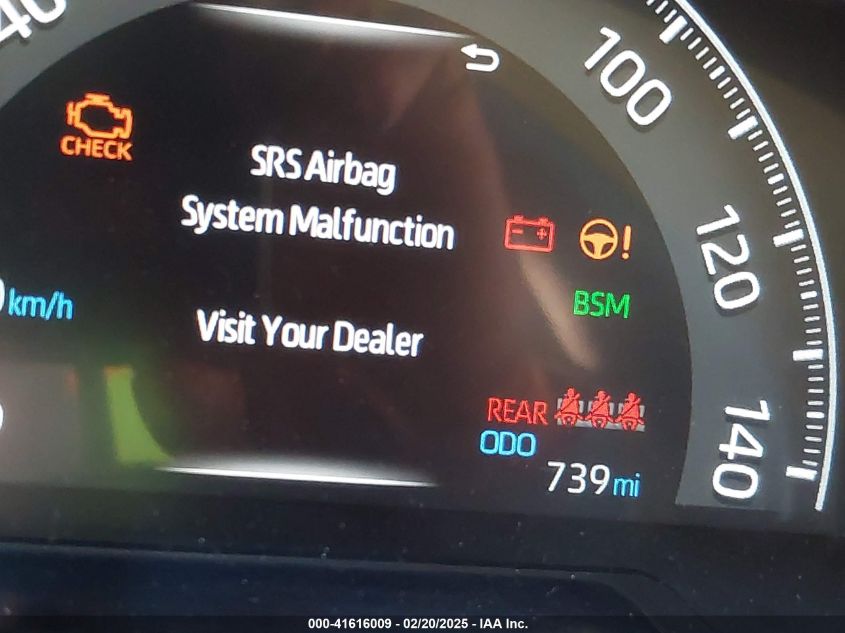 100
CHECK
SRS Airbag
System Malfunction
120
BSM
km/h
Visit Your Dealer
REAR
140
ODO
739 mi
000-41616009 - 02/20/2025 - IAA Inc.